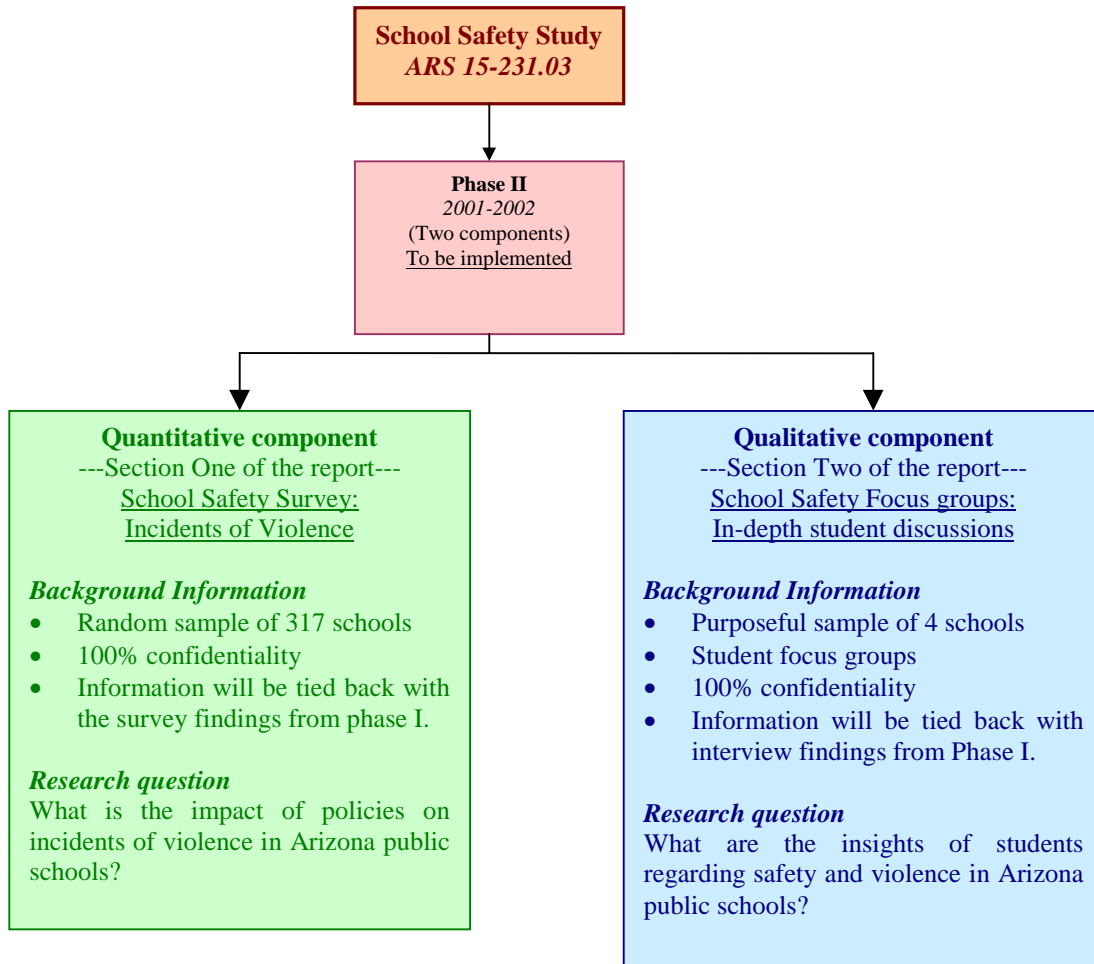 School Safety Study
ARS 15-231.03
Phase II
2001-2002
(Two components)
To be implemented
Quantitative component
---Section One of the report---
School Safety Survey:
Incidents of Violence
Background Information
• Random sample of 317 schools
• 100% confidentiality
• Information will be tied back with
the survey findings from phase I.
Research question
What is the impact of policies on
incidents of violence in Arizona public
schools?
Qualitative component
---Section Two of the report---
School Safety Focus groups:
In-depth student discussions
Background Information
• Purposeful sample of 4 schools
• Student focus groups
• 100% confidentiality
• Information will be tied back with
interview findings from Phase I.
Research question
What are the insights of students
regarding safety and violence in Arizona
public schools?